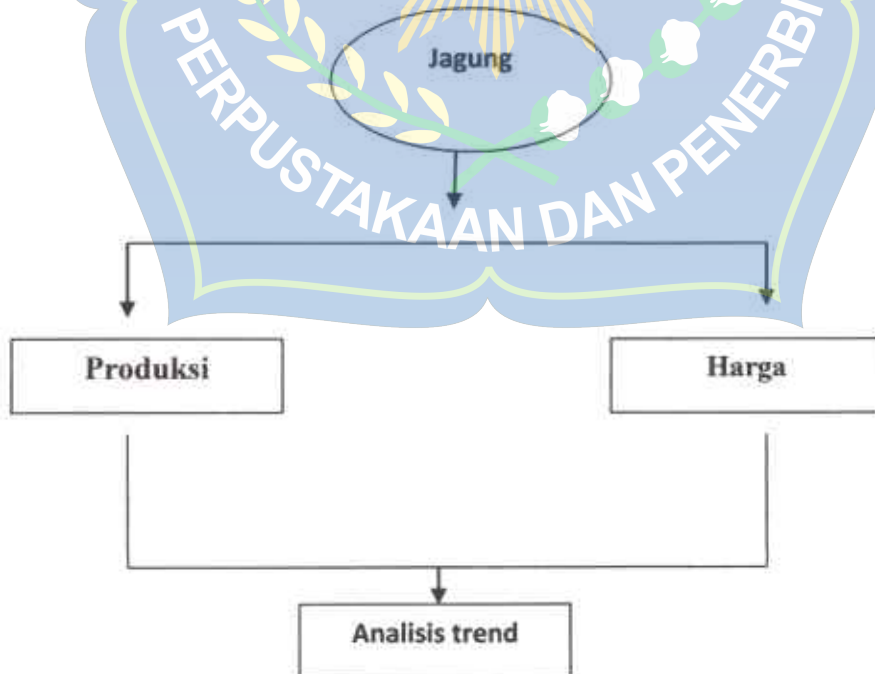 Jagung
PERPUSTAKAAN DAN PENERBI
Produksi
Harga
Analisis trend